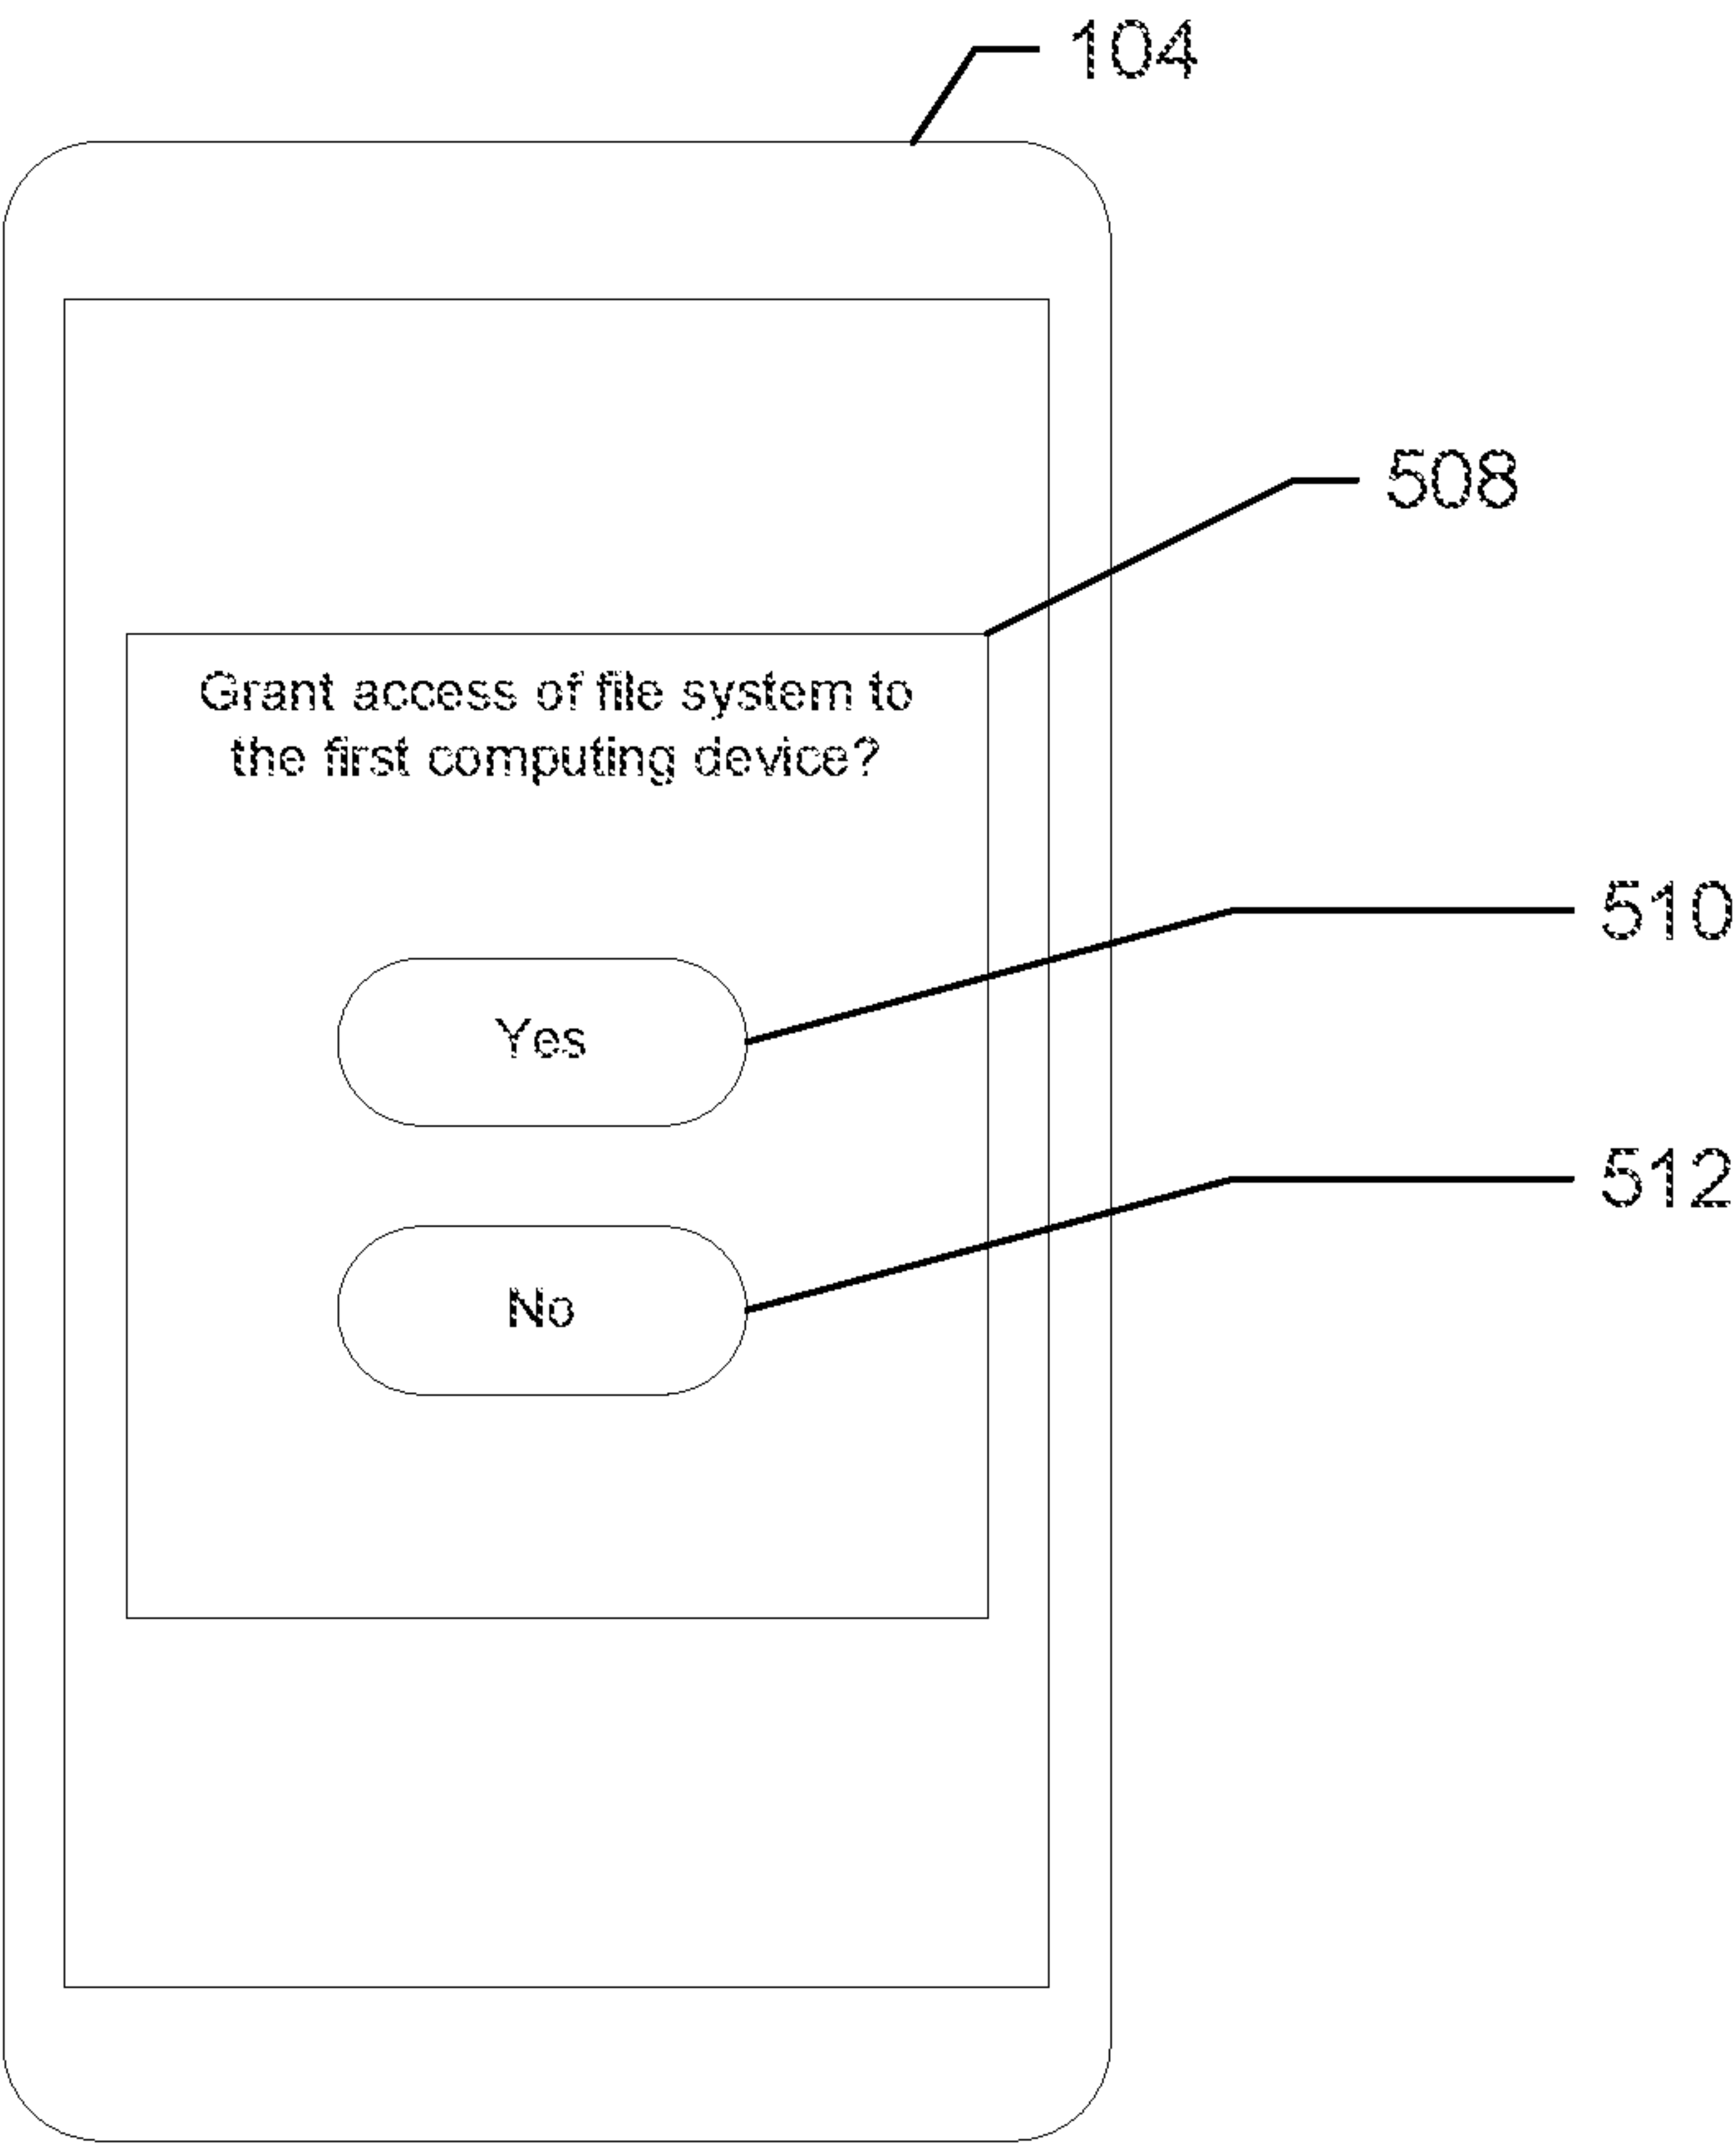 104
508
Grant access of file system to
the first computing device?
510
Yes
512
No